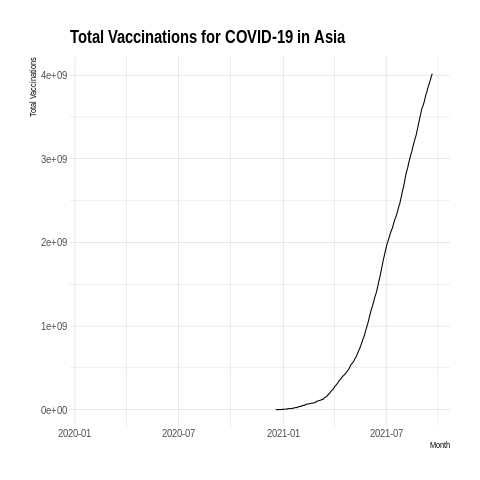 Total Vaccinations for COVID-19 in Asia
Total Vaccinations
4e+09
3e+09
2e+09
1e+09
0e+00
2020-01 2020-07 2021-01 2021-07
Month